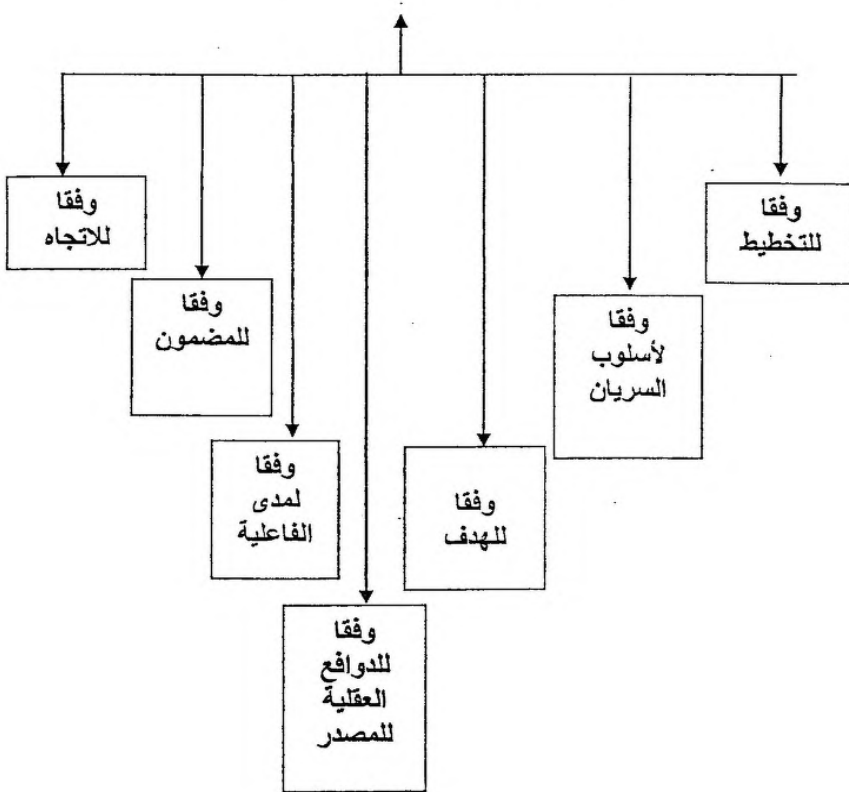 وفقا
للتخطيط
وفقا
لأسلوب
السريان
وفقا
للهدف
وفقا
للدوافع
العقلية
للمصدر
وفقا
لمدى
الفاعلية
وفقا
للمضمون
وفقا
للاتجاه